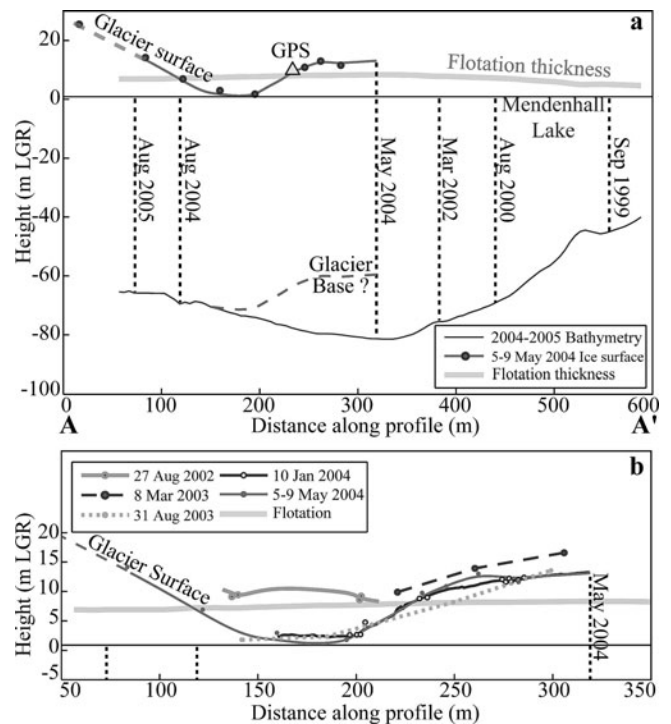 a
20
0
-20
-40
-60
-80
-100
Height (m LGR)
Glacier surface
GPS
Flotation thickness
Mendenhall
Lake
Aug 2005
Aug 2004
May 2004
Mar 2002
Aug 2000
Sep 1999
Glacier
Base ?
2004-2005 Bathymetry
5-9 May 2004 Ice surface
Flotation thickness
0 100 200 300 400 500 600
A Distance along profile (m) A'
b
27 Aug 2002
8 Mar 2003
31 Aug 2003
10 Jan 2004
5-9 May 2004
Flotation
20
15
10
5
0
-5
Height (m LGR)
Glacier Surface
May 2004
50 100 150 200 250 300 350
Distance along profile (m)